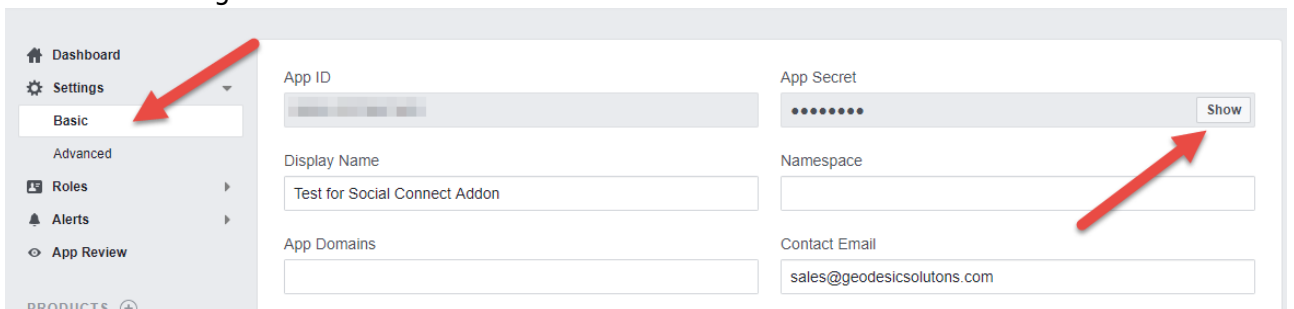 Dashboard
Settings
Basic
Advanced
Roles
Alerts
App Review
App ID
App Secret
●●●●●●●●
Show
Display Name
Namespace
Test for Social Connect Addon
App Domains
Contact Email
sales@geodesicsolutons.com